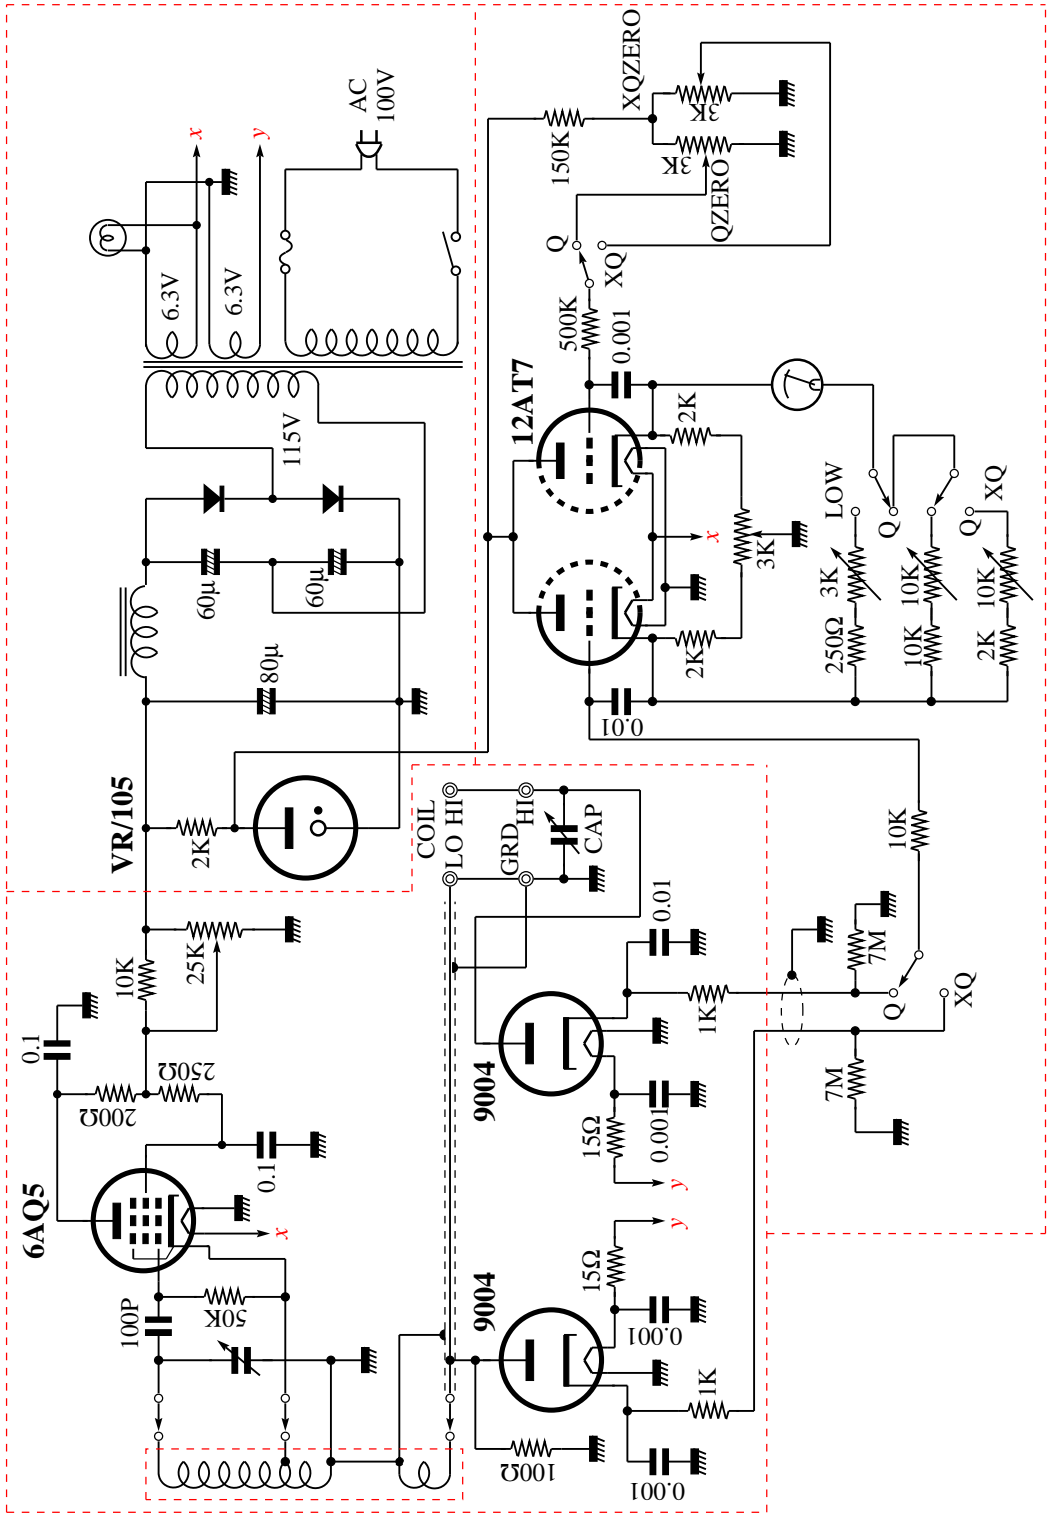 AC
100V
x
y
6.3V
6.3V
115V
60μ
60μ
80μ
VR/105
2K
XQZERO
150K
3K
3K
QZERO
Q
XQ
500K
0.001
12AT7
2K
x
3K
2K
0.01
LOW
Q
Q
XQ
3K
10K
10K
250Ω
10K
2K
10K
25K
0.1
200Ω
250Ω
0.1
6AQ5
x
100P
50K
COIL
LO HI
GRD
HI
CAP
9004
0.01
1K
15Ω
0.001
y
y
15Ω
9004
0.001
1K
100Ω
0.001
10K
7M
Q
XQ
7M